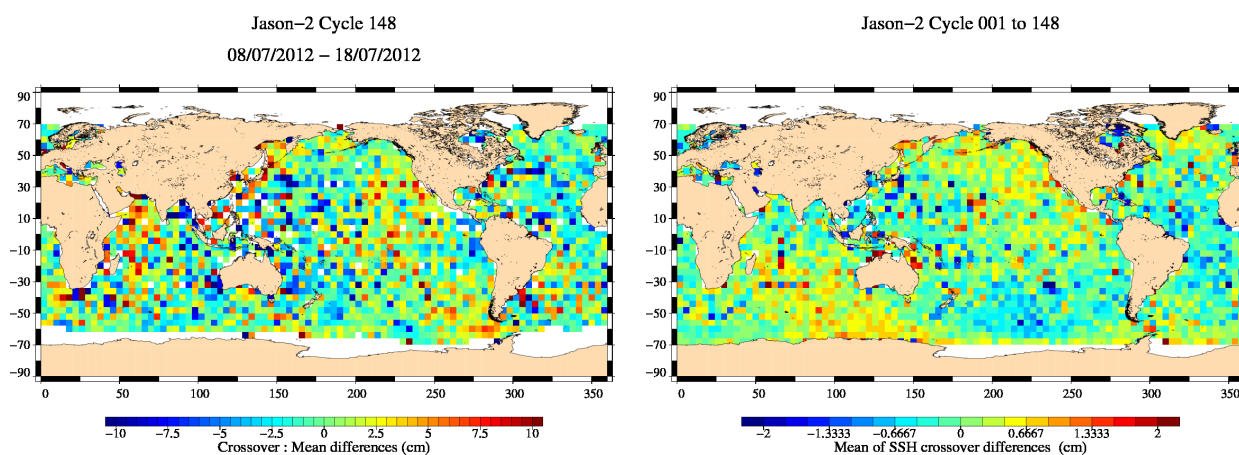 Jason−2 Cycle 148
08/07/2012 − 18/07/2012
90
70
50
30
10
−10
−30
−50
−70
−90
0 50 100 150 200 250 300 350
−10 −7.5 −5 −2.5 0 2.5 5 7.5 10
Crossover : Mean differences (cm)
Jason−2 Cycle 001 to 148
90
70
50
30
10
−10
−30
−50
−70
−90
0 50 100 150 200 250 300 350
−2 −1.3333 −0.6667 0 0.6667 1.3333 2
Mean of SSH crossover differences (cm)